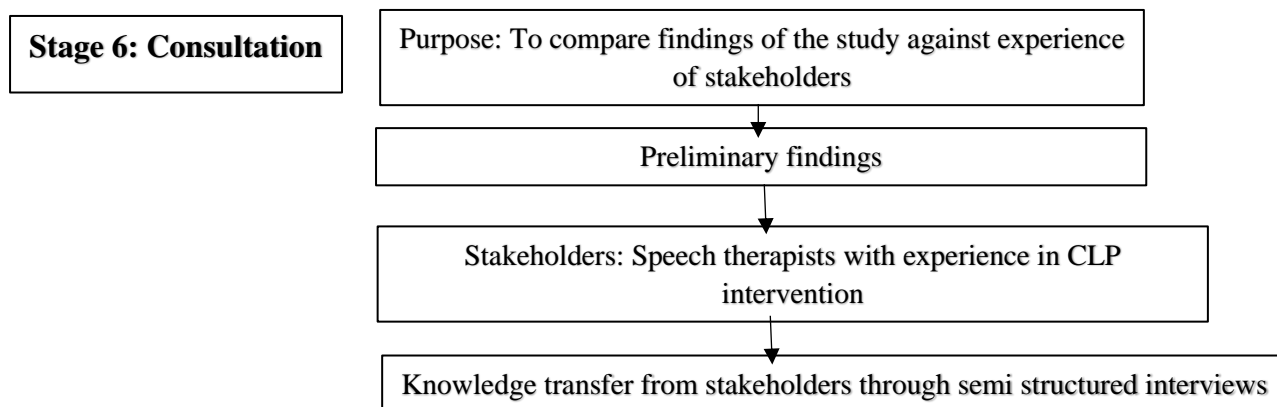 Stage 6: Consultation
Purpose: To compare findings of the study against experience
of stakeholders
Preliminary findings
Stakeholders: Speech therapists with experience in CLP
intervention
Knowledge transfer from stakeholders through semi structured interviews